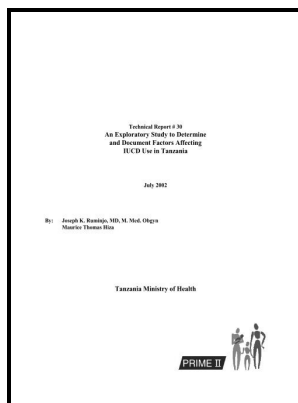 Technical Report # 30
An Exploratory Study to Determine
and Document Factors Affecting
IUCD Use in Tanzania
July 2002
By: Joseph K. Ruminjo, MD, M. Med. Obgyn
Maurice Thomas Hiza
Tanzania Ministry of Health
PRIME II